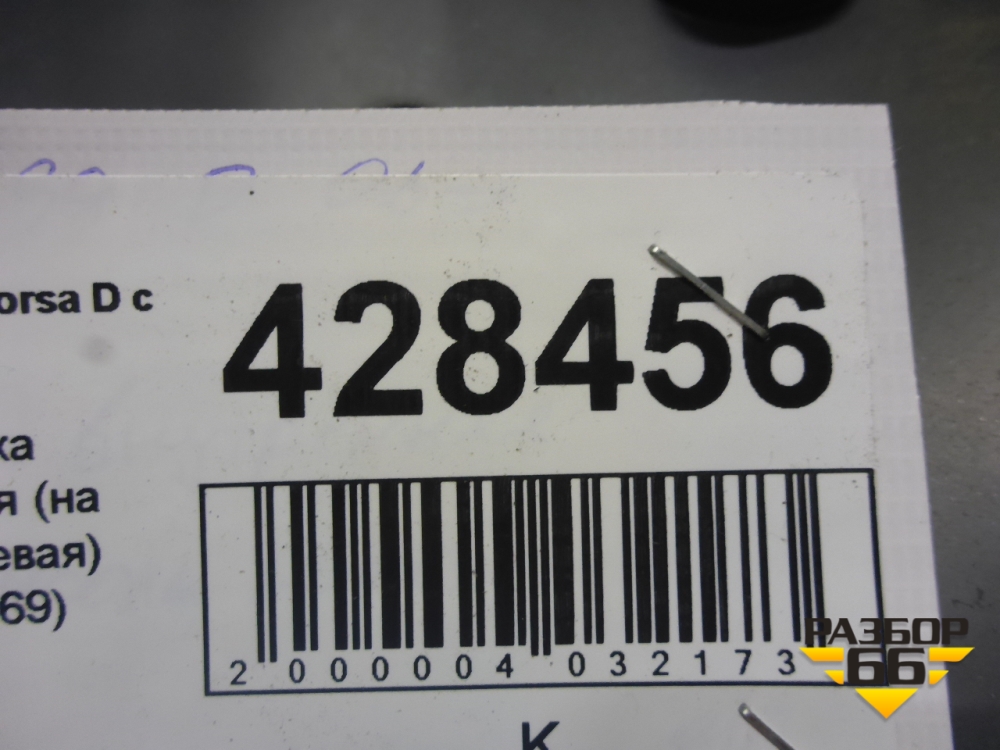 orsa D c
428456
ка
я (на
евая)
69)
2 000004 032173
К
РАЗБОР
66